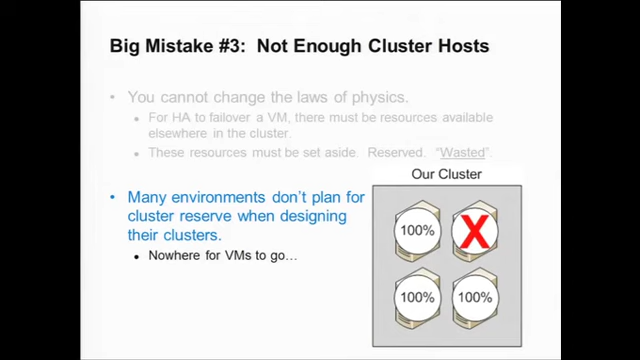 Big Mistake #3: Not Enough Cluster Hosts
• You cannot change the laws of physics.
• For HA to failover a VM, there must be resources available
elsewhere in the cluster.
• These resources must be set aside. Reserved. “Wasted”.
• Many environments don’t plan for
cluster reserve when designing
their clusters.
• Nowhere for VMs to go…
Our Cluster
100% X
100% 100%